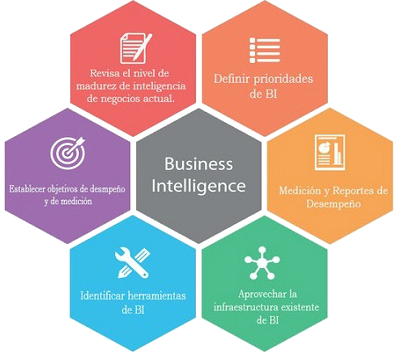 Revisa el nivel de
madurez de inteligencia
de negocios actual.
Definir prioridades
de BI
Establecer objetivos de desmpeño
y de medición
Business
Intelligence
Medición y Reportes de
Desempeño
Identificar herramientas
de BI
Aprovechar la
infraestructura existente
de BI